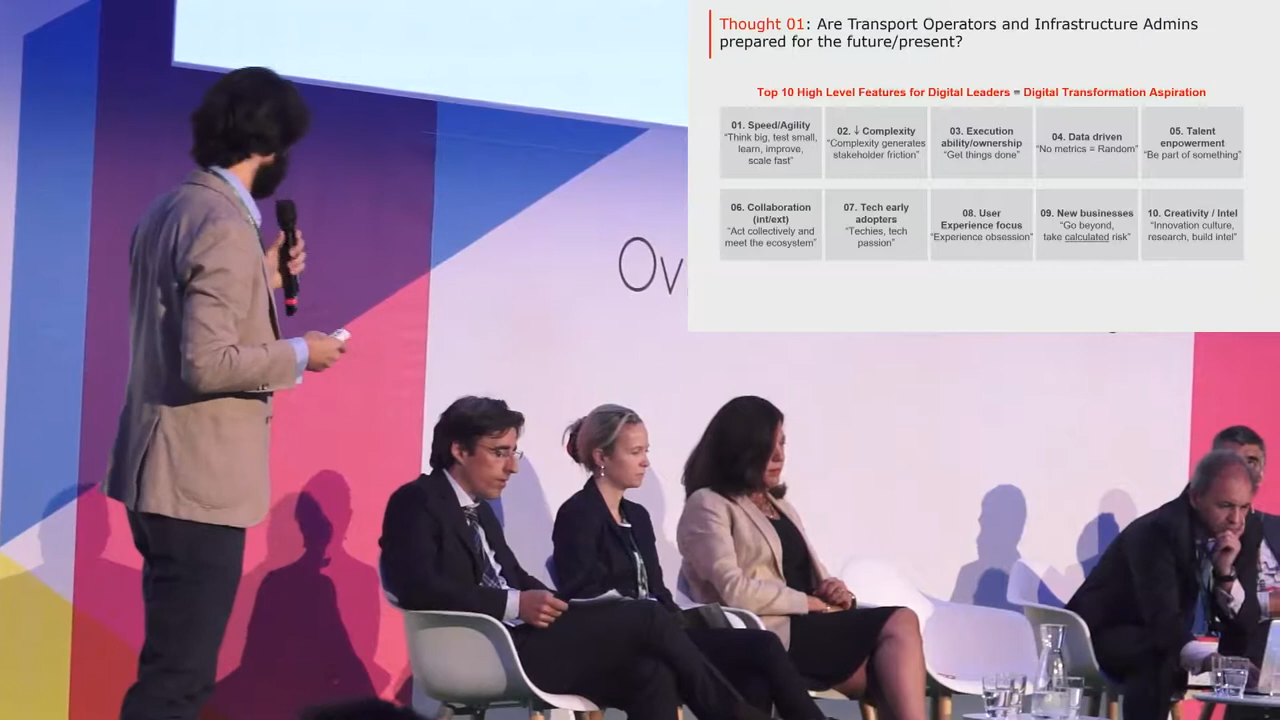 Thought 01: Are Transport Operators and Infrastructure Admins
prepared for the future/present?
Top 10 High Level Features for Digital Leaders = Digital Transformation Aspiration
01. Speed/Agility
"Think big, test small,
learn, improve,
scale fast"
02. ↓ Complexity
"Complexity generates
stakeholder friction"
03. Execution
ability/ownership
"Get things done"
04. Data driven
"No metrics = Random"
05. Talent
enpowerment
"Be part of something"
06. Collaboration
(int/ext)
"Act collectively and
meet the ecosystem"
07. Tech early
adopters
"Techies, tech
passion"
08. User
Experience focus
"Experience obsession"
09. New businesses
"Go beyond,
take calculated risk"
10. Creativity / Intel
"Innovation culture,
research, build intel"
Ov